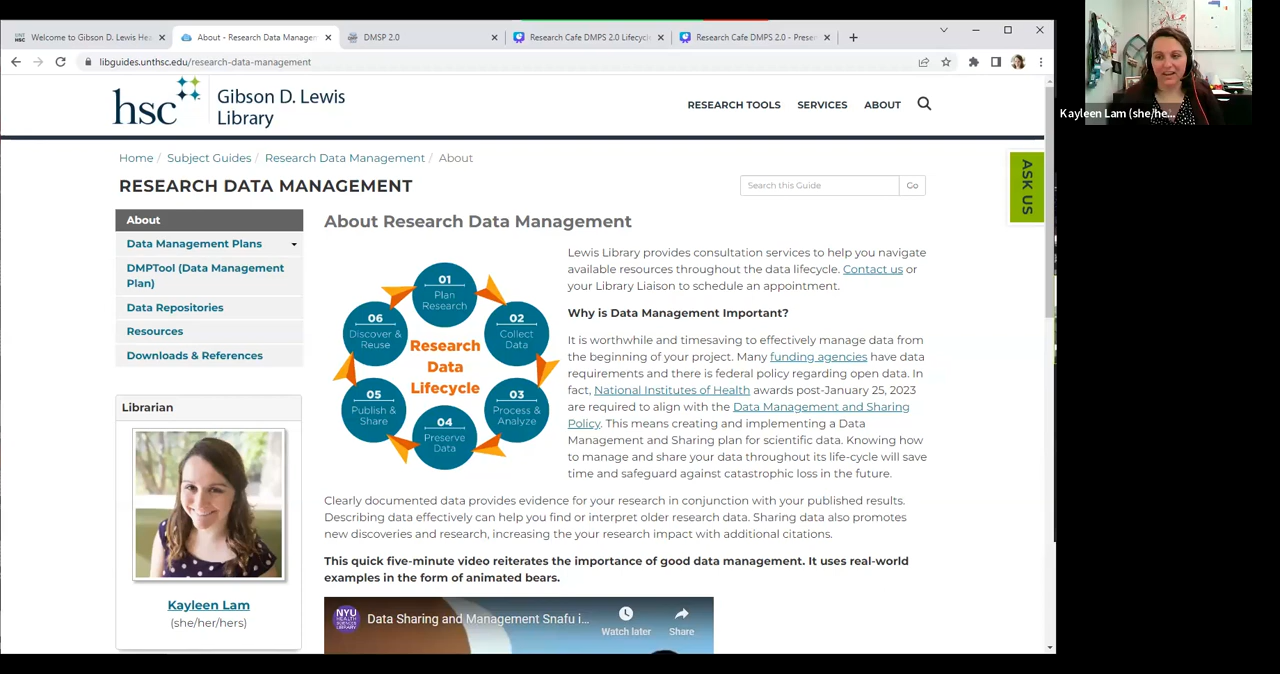 UNT
HSC
Welcome to Gibson D. Lewis Hea
About - Research Data Managemen
DMSP 2.0
Research Cafe DMPS 2.0 Lifecycl
Research Cafe DMPS 2.0 - Presen
libguides.unthsc.edu/research-data-management
hsc
Gibson D. Lewis
Library
RESEARCH TOOLS
SERVICES
ABOUT
Home / Subject Guides / Research Data Management / About
RESEARCH DATA MANAGEMENT
Search this Guide
Go
ASK US
About
Data Management Plans
DMPTool (Data Management
Plan)
Data Repositories
Resources
Downloads & References
Librarian
Kayleen Lam
(she/her/hers)
About Research Data Management
01
Plan
Research
02
Collect
Data
03
Process &
Analyze
04
Preserve
Data
05
Publish &
Share
06
Discover &
Reuse
Research
Data
Lifecycle
Lewis Library provides consultation services to help you navigate
available resources throughout the data lifecycle. Contact us or
your Library Liaison to schedule an appointment.
Why is Data Management Important?
It is worthwhile and timesaving to effectively manage data from
the beginning of your project. Many funding agencies have data
requirements and there is federal policy regarding open data. In
fact, National Institutes of Health awards post-January 25, 2023
are required to align with the Data Management and Sharing
Policy. This means creating and implementing a Data
Management and Sharing plan for scientific data. Knowing how
to manage and share your data throughout its life-cycle will save
time and safeguard against catastrophic loss in the future.
Clearly documented data provides evidence for your research in conjunction with your published results.
Describing data effectively can help you find or interpret older research data. Sharing data also promotes
new discoveries and research, increasing the your research impact with additional citations.
This quick five-minute video reiterates the importance of good data management. It uses real-world
examples in the form of animated bears.
NYU
HEALTH
SCIENCES
LIBRARY
Data Sharing and Management Snafu i...
Watch later
Share
Kayleen Lam (she/he...